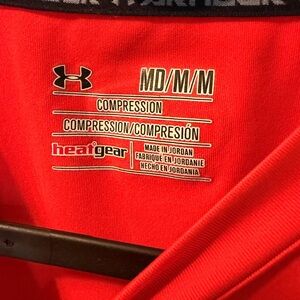 MD/M/M
COMPRESSION
COMPRESSION/COMPRESIÓN
heatgear
MADE IN JORDAN
FABRIQUÉ EN JORDANIE
HECHO EN JORDANIA